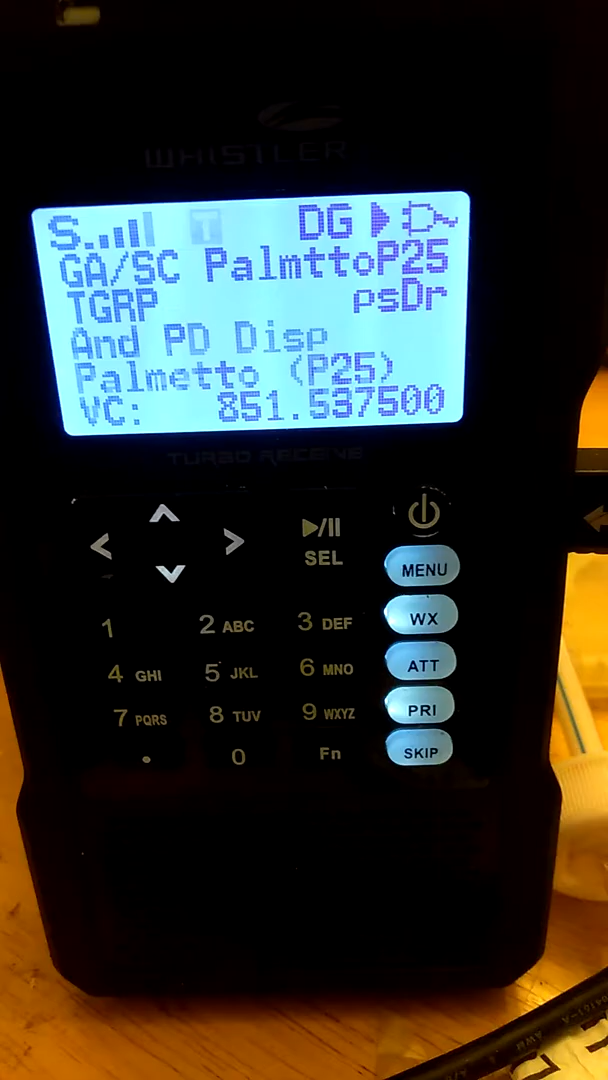 WHISTLER
S. T DG
GA/SC PalmttoP25
TGRP psDr
And PD Disp
Palmetto (P25)
VC: 851.537500
TURBO RECEIVE
SEL
MENU
1 2 ABC 3 DEF WX
4 GHI 5 JKL 6 MNO ATT
7 PQRS 8 TUV 9 WXYZ PRI
. 0 Fn SKIP